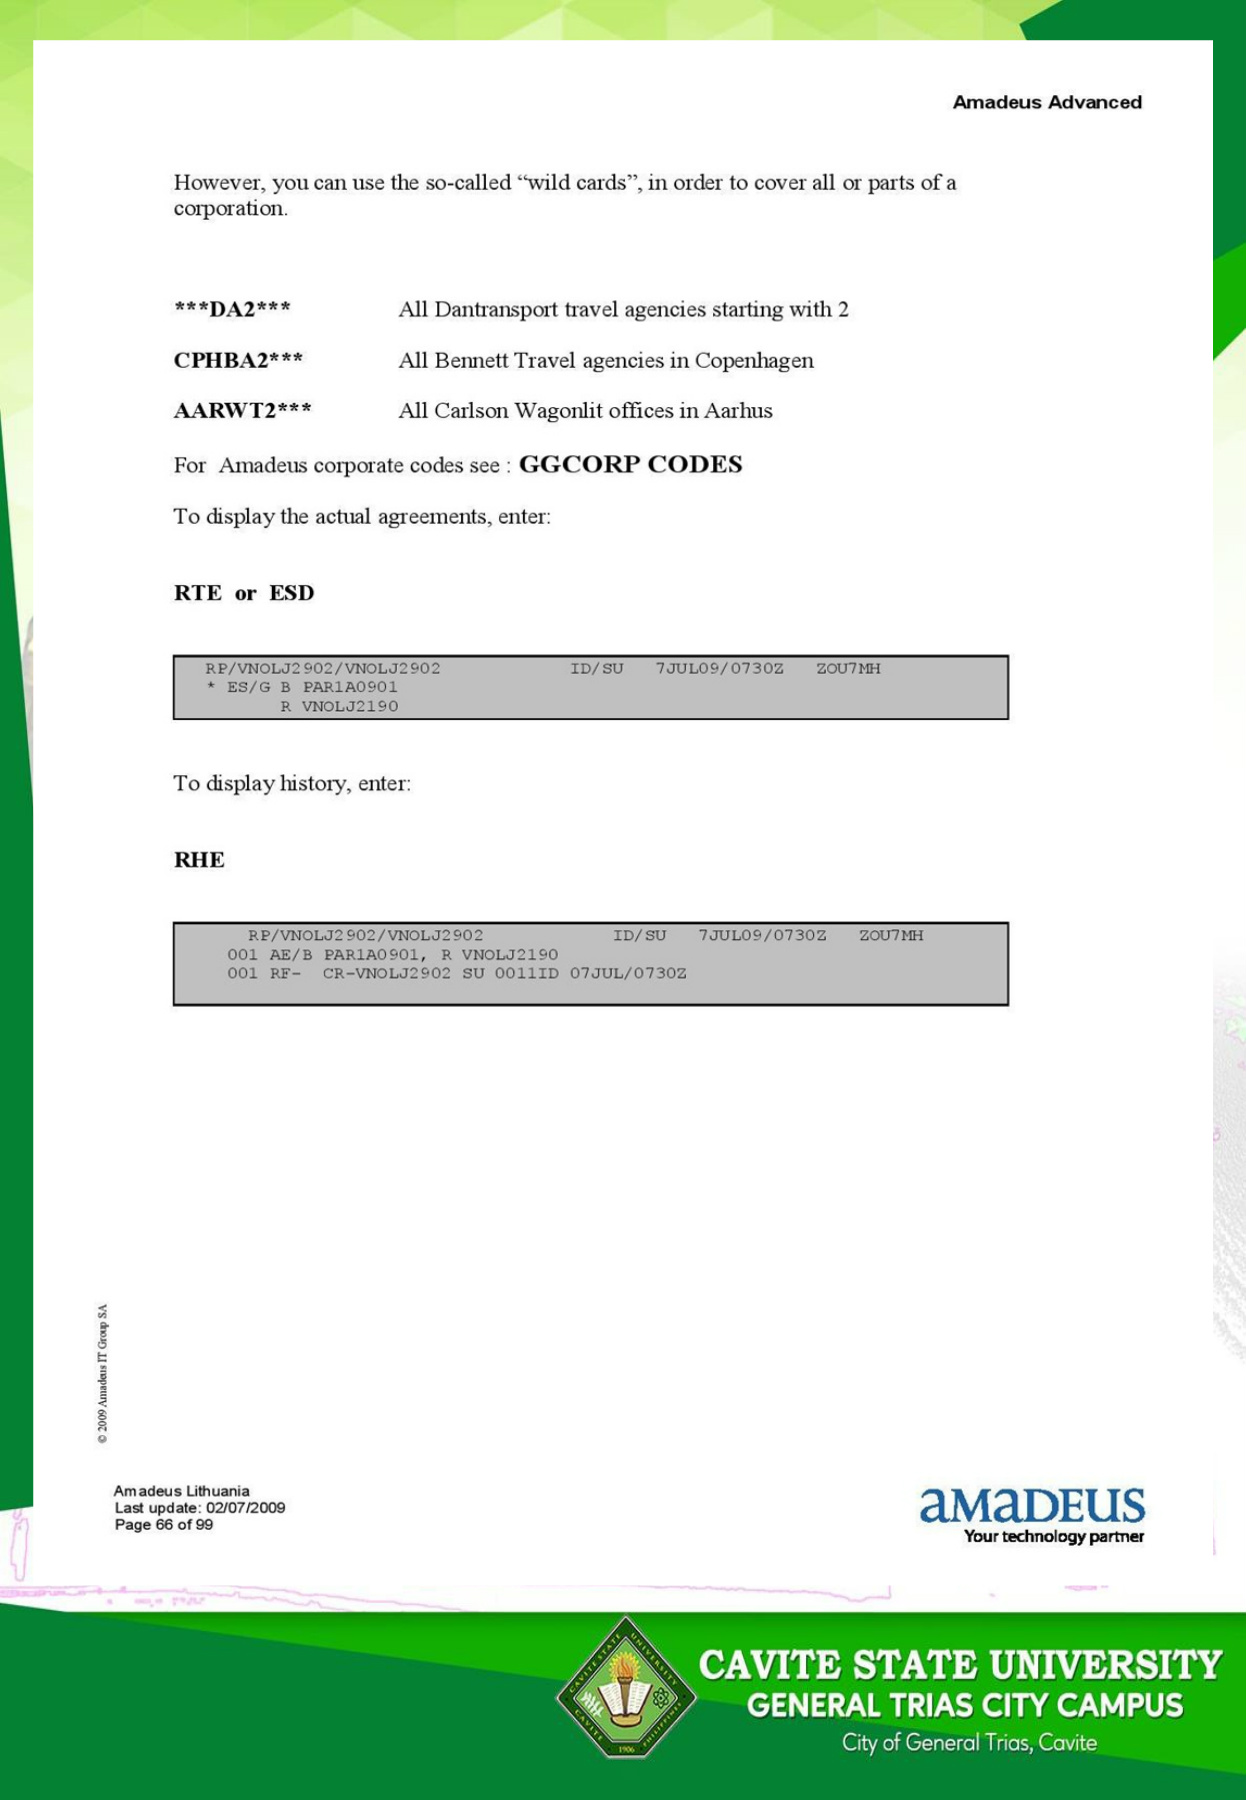 Amadeus Advanced
However, you can use the so-called “wild cards”, in order to cover all or parts of a
corporation.
***DA2*** All Dantransport travel agencies starting with 2
CPHBA2*** All Bennett Travel agencies in Copenhagen
AARWT2*** All Carlson Wagonlit offices in Aarhus
For Amadeus corporate codes see : GGCORP CODES
To display the actual agreements, enter:
RTE or ESD
RP/VNOLJ2902/VNOLJ2902 ID/SU 7JUL09/0730Z ZOU7MH
* ES/G B PAR1A0901
R VNOLJ2190
To display history, enter:
RHE
RP/VNOLJ2902/VNOLJ2902 ID/SU 7JUL09/0730Z ZOU7MH
001 AE/B PAR1A0901, R VNOLJ2190
001 RF- CR-VNOLJ2902 SU 0011ID 07JUL/0730Z
© 2009 Amadeus IT Group SA
Amadeus Lithuania
Last update: 02/07/2009
Page 66 of 99
aMaDEUS
Your technology partner
CAVITE STATE UNIVERSITY
CAVITE PHILIPPINES
1906
CAVITE STATE UNIVERSITY
GENERAL TRIAS CITY CAMPUS
City of General Trias, Cavite